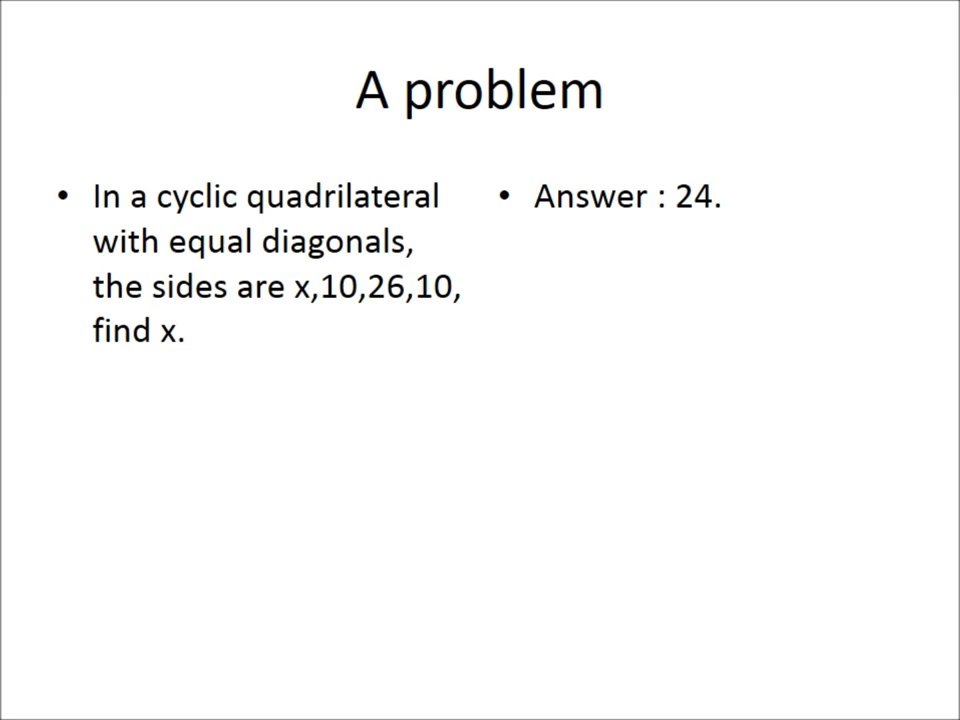 A problem
• In a cyclic quadrilateral
with equal diagonals,
the sides are x,10,26,10,
find x.
• Answer : 24.